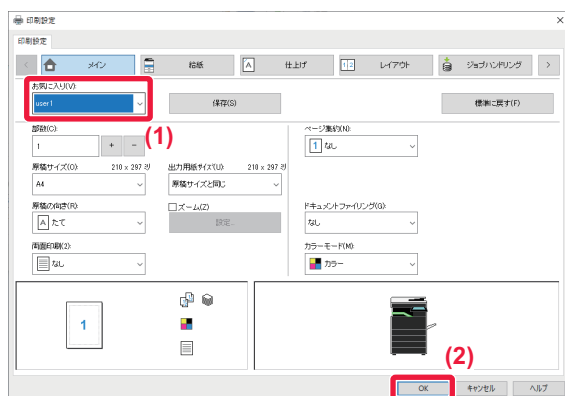 印刷設定
印刷設定
メイン 給紙 仕上げ レイアウト ジョブハンドリング
お気に入り(V):
user1 保存(S) 標準に戻す(F)
(1)
部数(C): ページ集約(N):
1 + - 1 なし
原稿サイズ(O): 210 x 297 ミリ 出力用紙サイズ(U): 210 x 297 ミリ
A4 原稿サイズと同じ
原稿の向き(R): ズーム(Z) ドキュメントファイリング(G):
A たて 設定... なし
両面印刷(2): カラーモード(M):
なし カラー
1
(2)
OK キャンセル ヘルプ